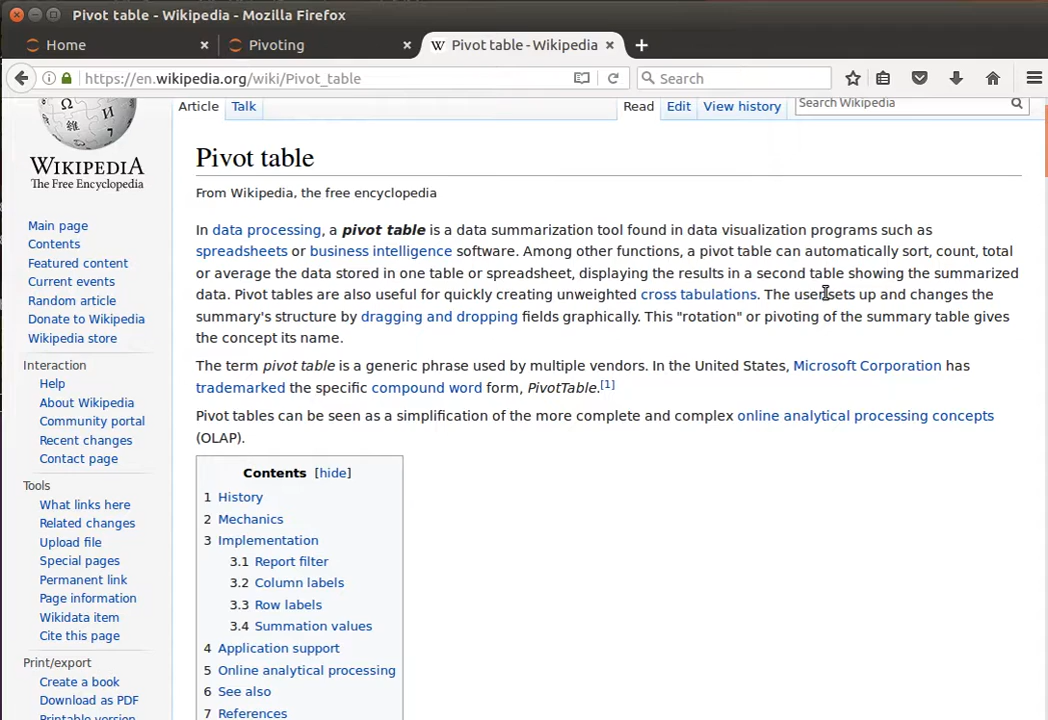 Pivot table - Wikipedia - Mozilla Firefox
Home
Pivoting
W Pivot table - Wikipedia
https://en.wikipedia.org/wiki/Pivot_table
Search
Article Talk
Read Edit View history
Search Wikipedia
WIKIPEDIA
The Free Encyclopedia
Main page
Contents
Featured content
Current events
Random article
Donate to Wikipedia
Wikipedia store
Interaction
Help
About Wikipedia
Community portal
Recent changes
Contact page
Tools
What links here
Related changes
Upload file
Special pages
Permanent link
Page information
Wikidata item
Cite this page
Print/export
Create a book
Download as PDF
Printable version
Pivot table
From Wikipedia, the free encyclopedia
In data processing, a pivot table is a data summarization tool found in data visualization programs such as
spreadsheets or business intelligence software. Among other functions, a pivot table can automatically sort, count, total
or average the data stored in one table or spreadsheet, displaying the results in a second table showing the summarized
data. Pivot tables are also useful for quickly creating unweighted cross tabulations. The user sets up and changes the
summary's structure by dragging and dropping fields graphically. This "rotation" or pivoting of the summary table gives
the concept its name.
The term pivot table is a generic phrase used by multiple vendors. In the United States, Microsoft Corporation has
trademarked the specific compound word form, PivotTable.[1]
Pivot tables can be seen as a simplification of the more complete and complex online analytical processing concepts
(OLAP).
Contents [hide]
1 History
2 Mechanics
3 Implementation
3.1 Report filter
3.2 Column labels
3.3 Row labels
3.4 Summation values
4 Application support
5 Online analytical processing
6 See also
7 References